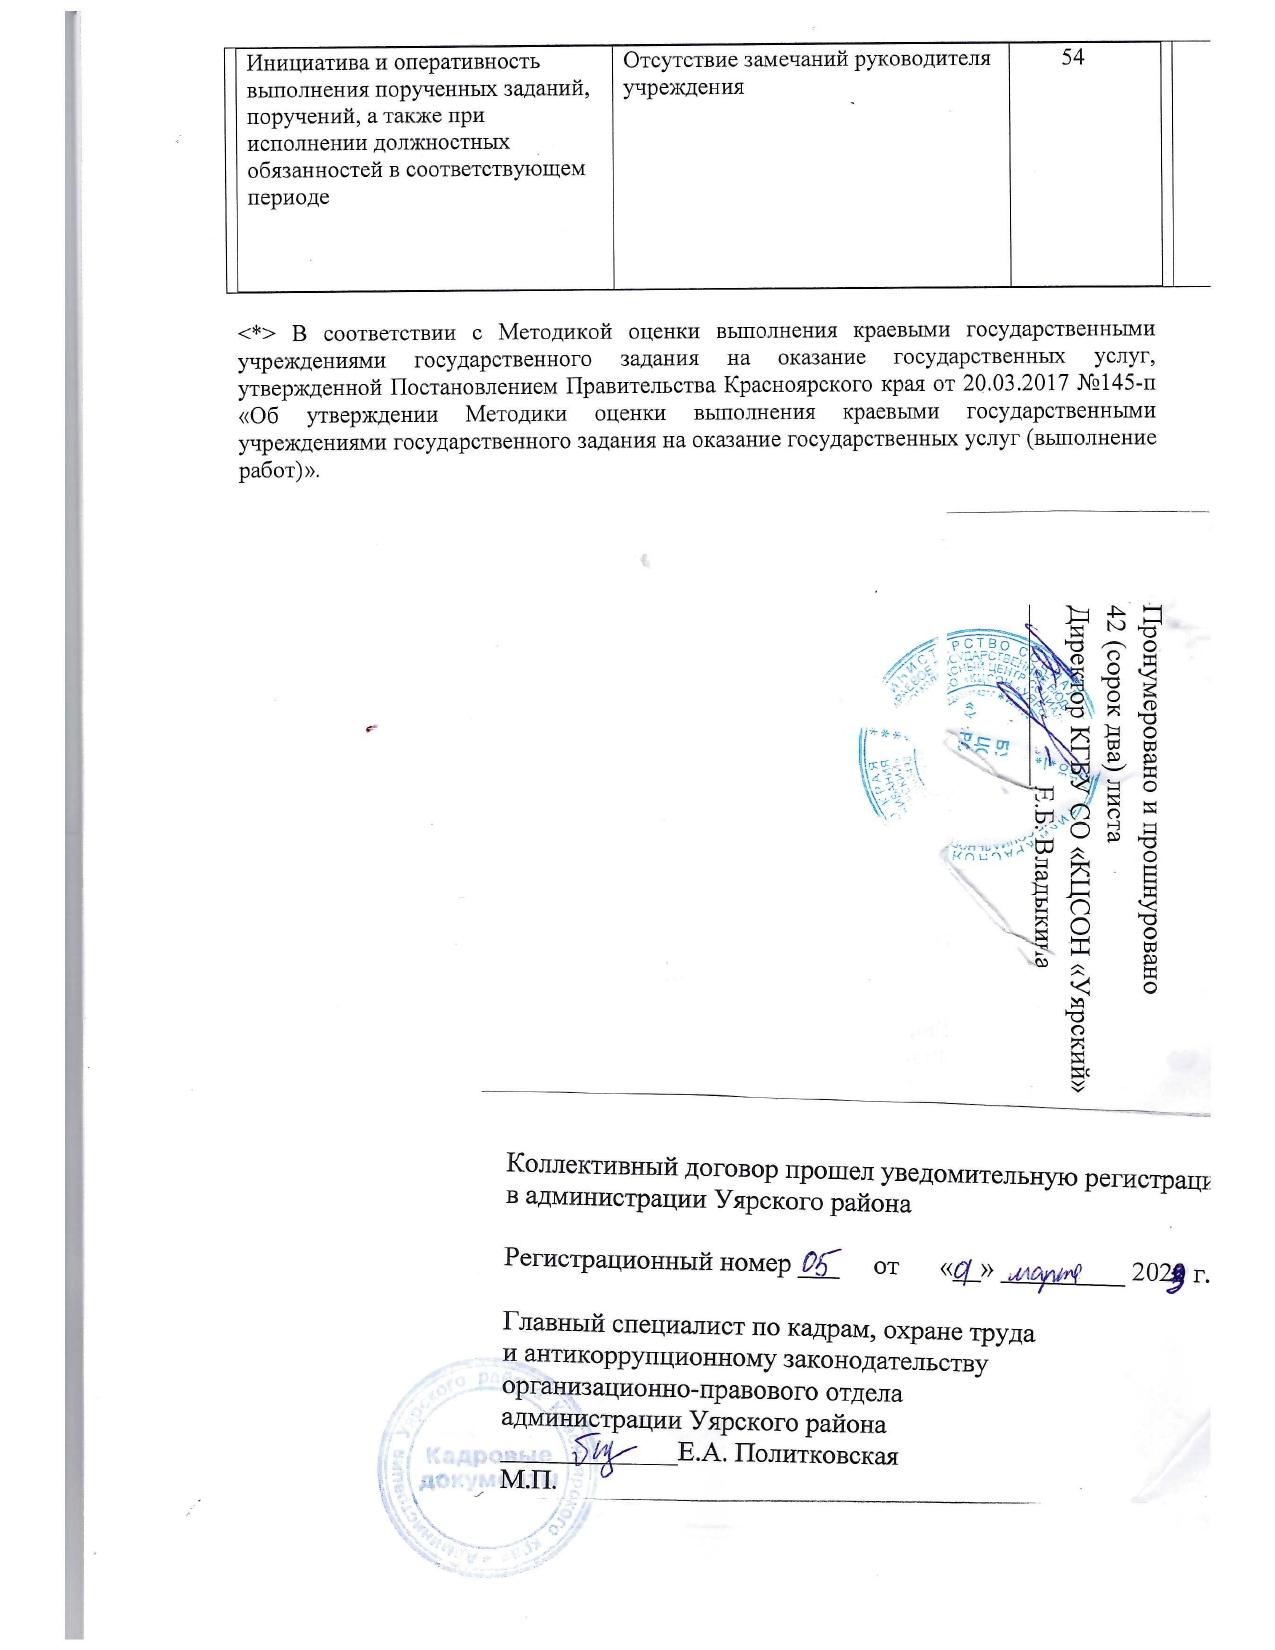 Инициатива и оперативность
выполнения порученных заданий,
поручений, а также при
исполнении должностных
обязанностей в соответствующем
периоде
Отсутствие замечаний руководителя
учреждения
54
<*> В соответствии с Методикой оценки выполнения краевыми государственными
учреждениями государственного задания на оказание государственных услуг,
утвержденной Постановлением Правительства Красноярского края от 20.03.2017 №145-п
«Об утверждении Методики оценки выполнения краевыми государственными
учреждениями государственного задания на оказание государственных услуг (выполнение
работ)».
Пронумеровано и прошнуровано
42 (сорок два) листа
Директор КГБУ СО «КЦСОН «Уярский»
Е.Б. Владыкина
Коллективный договор прошел уведомительную регистраци
в администрации Уярского района
Регистрационный номер 05 от « » марта 2023 г.
Главный специалист по кадрам, охране труда
и антикоррупционному законодательству
организационно-правового отдела
администрации Уярского района
Е.А. Политковская
М.П.
Кадровые
документы